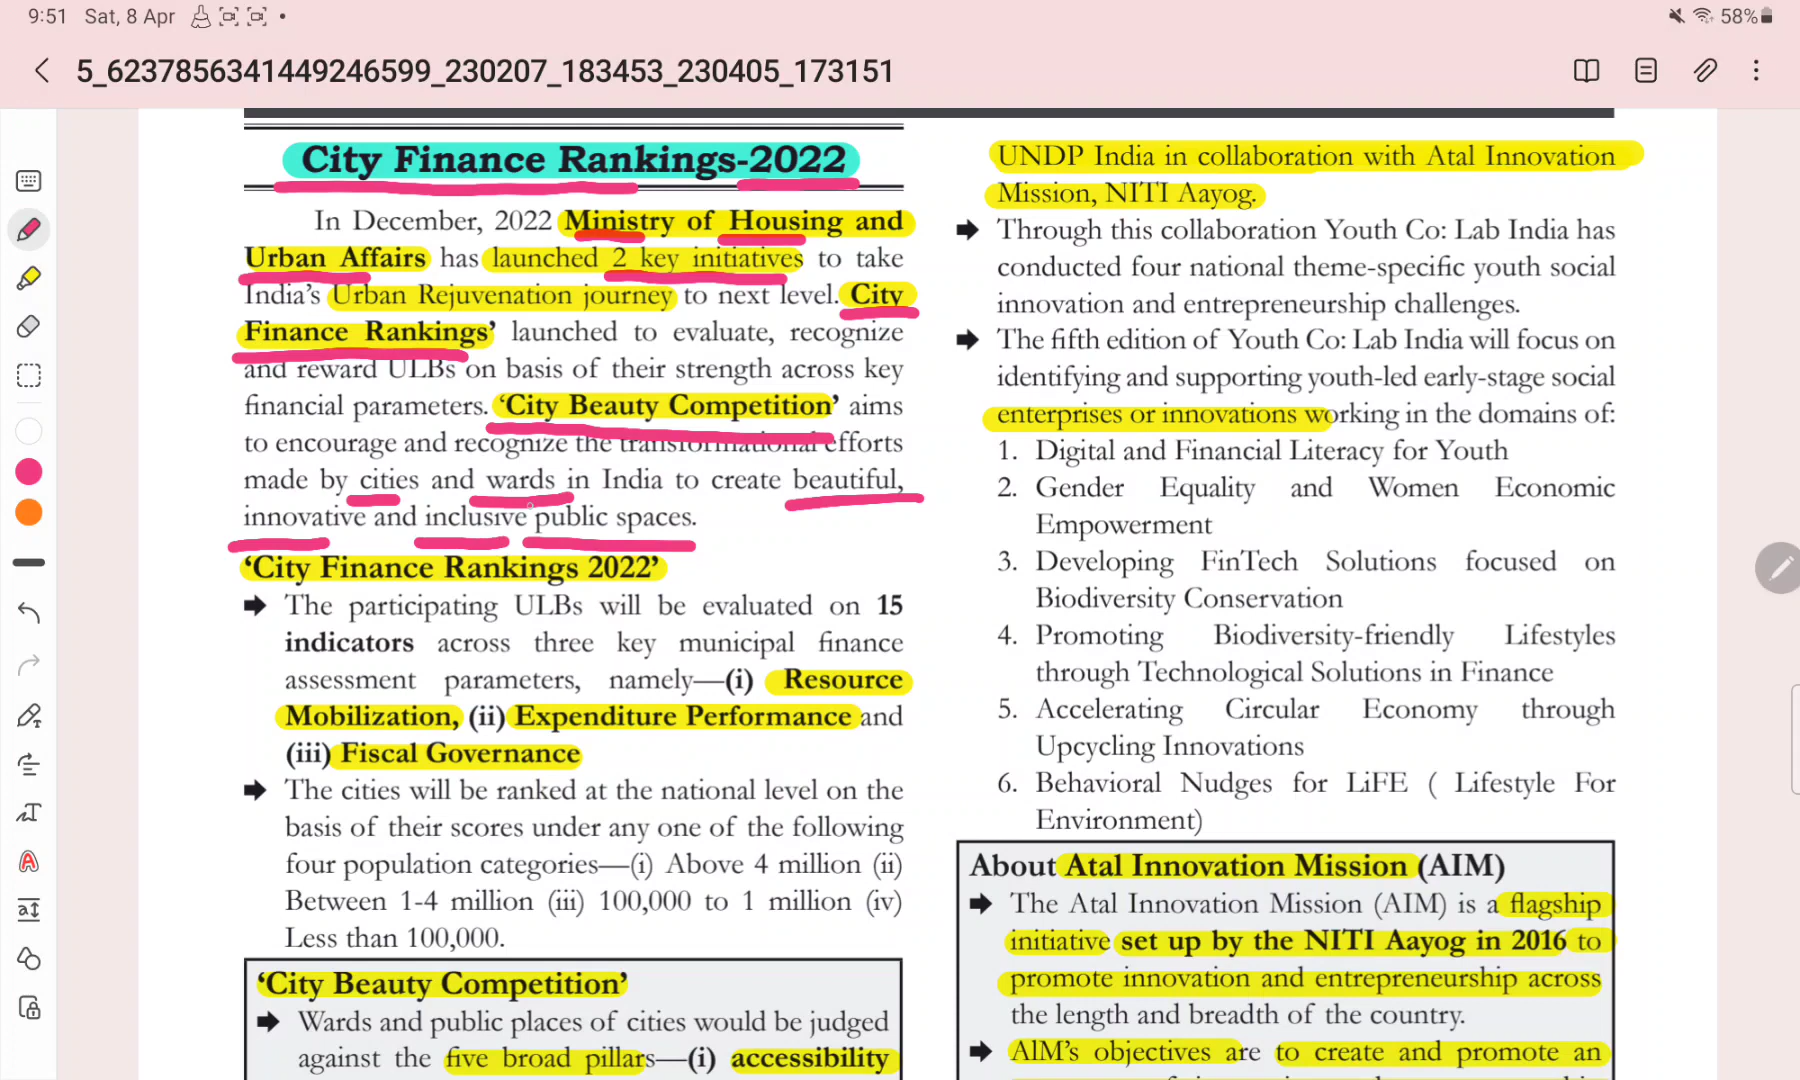 9:51 Sat, 8 Apr
58%
5_6237856341449246599_230207_183453_230405_173151
City Finance Rankings-2022
In December, 2022 Ministry of Housing and
Urban Affairs has launched 2 key initiatives to take
India's Urban Rejuvenation journey to next level. City
Finance Rankings' launched to evaluate, recognize
and reward ULBs on basis of their strength across key
financial parameters. 'City Beauty Competition' aims
to encourage and recognize the transformational efforts
made by cities and wards in India to create beautiful,
innovative and inclusive public spaces.
'City Finance Rankings 2022'
➡ The participating ULBs will be evaluated on 15
indicators across three key municipal finance
assessment parameters, namely—(i) Resource
Mobilization, (ii) Expenditure Performance and
(iii) Fiscal Governance
➡ The cities will be ranked at the national level on the
basis of their scores under any one of the following
four population categories—(i) Above 4 million (ii)
Between 1-4 million (iii) 100,000 to 1 million (iv)
Less than 100,000.
'City Beauty Competition'
➡ Wards and public places of cities would be judged
against the five broad pillars—(i) accessibility
UNDP India in collaboration with Atal Innovation
Mission, NITI Aayog.
➡ Through this collaboration Youth Co: Lab India has
conducted four national theme-specific youth social
innovation and entrepreneurship challenges.
➡ The fifth edition of Youth Co: Lab India will focus on
identifying and supporting youth-led early-stage social
enterprises or innovations working in the domains of:
1. Digital and Financial Literacy for Youth
2. Gender Equality and Women Economic
Empowerment
3. Developing FinTech Solutions focused on
Biodiversity Conservation
4. Promoting Biodiversity-friendly Lifestyles
through Technological Solutions in Finance
5. Accelerating Circular Economy through
Upcycling Innovations
6. Behavioral Nudges for LiFE ( Lifestyle For
Environment)
About Atal Innovation Mission (AIM)
➡ The Atal Innovation Mission (AIM) is a flagship
initiative set up by the NITI Aayog in 2016 to
promote innovation and entrepreneurship across
the length and breadth of the country.
➡ AIM's objectives are to create and promote an